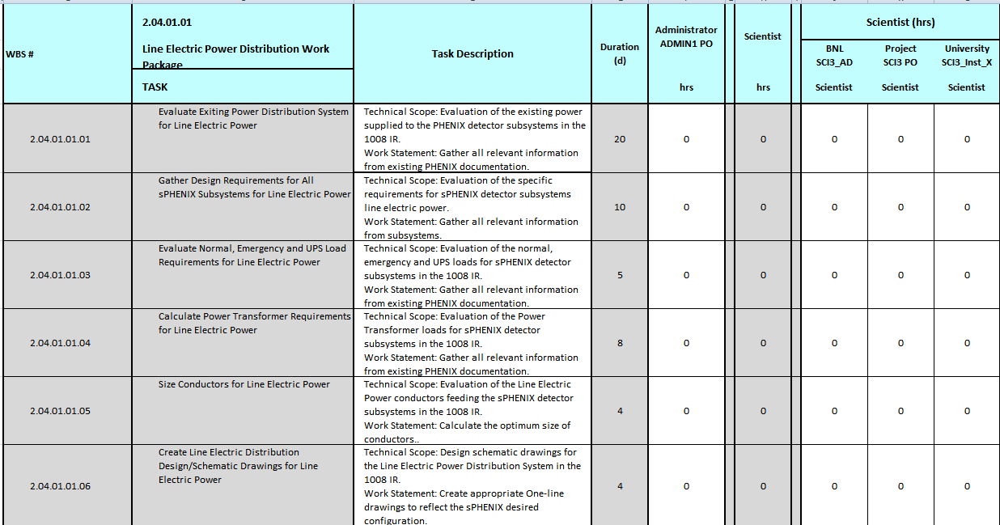 WBS #
2.04.01.01
Line Electric Power Distribution Work
Package
TASK
Task Description
Duration
(d)
Administrator
ADMIN1 PO
hrs
Scientist
hrs
Scientist (hrs)
BNL
SCI3_AD
Scientist
Project
SCI3 PO
Scientist
University
SCI3_Inst_X
Scientist
2.04.01.01.01
Evaluate Exiting Power Distribution System
for Line Electric Power
Technical Scope: Evaluation of the existing power
supplied to the PHENIX detector subsystems in the
1008 IR.
Work Statement: Gather all relevant information
from existing PHENIX documentation.
20
0
0
0
0
0
2.04.01.01.02
Gather Design Requirements for All
sPHENIX Subsystems for Line Electric Power
Technical Scope: Evaluation of the specific
requirements for sPHENIX detector subsystems
line electric power.
Work Statement: Gather all relevant information
from subsystems.
10
0
0
0
0
0
2.04.01.01.03
Evaluate Normal, Emergency and UPS Load
Requirements for Line Electric Power
Technical Scope: Evaluation of the normal,
emergency and UPS loads for sPHENIX detector
subsystems in the 1008 IR.
Work Statement: Gather all relevant information
from existing PHENIX documentation.
5
0
0
0
0
0
2.04.01.01.04
Calculate Power Transformer Requirements
for Line Electric Power
Technical Scope: Evaluation of the Power
Transformer loads for sPHENIX detector
subsystems in the 1008 IR.
Work Statement: Gather all relevant information
from existing PHENIX documentation.
8
0
0
0
0
0
2.04.01.01.05
Size Conductors for Line Electric Power
Technical Scope: Evaluation of the Line Electric
Power conductors feeding the sPHENIX detector
subsystems in the 1008 IR.
Work Statement: Calculate the optimum size of
conductors..
4
0
0
0
0
0
2.04.01.01.06
Create Line Electric Distribution
Design/Schematic Drawings for Line
Electric Power
Technical Scope: Design schematic drawings for
the Line Electric Power Distribution System in the
1008 IR.
Work Statement: Create appropriate One-line
drawings to reflect the sPHENIX desired
configuration.
4
0
0
0
0
0